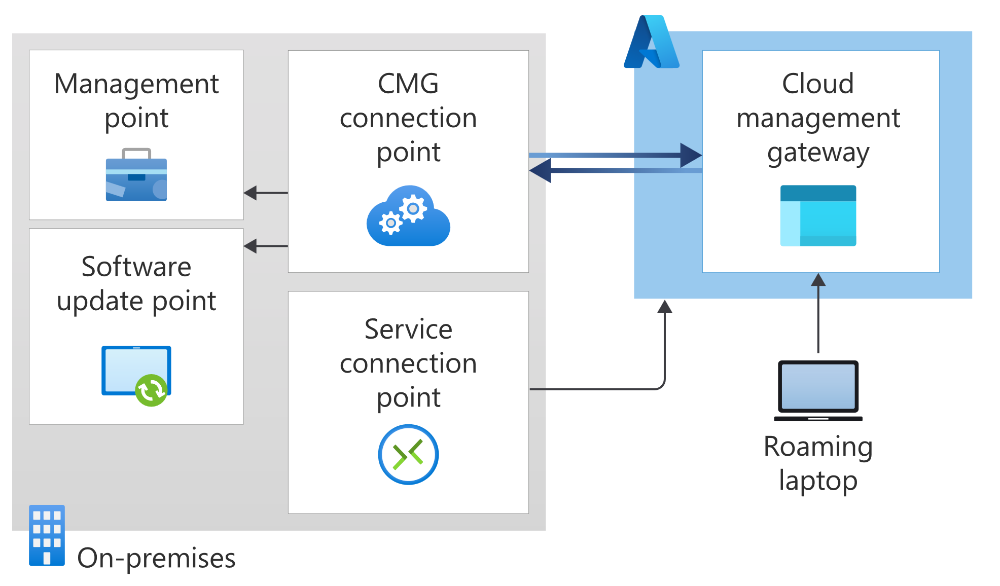 Management
point
CMG
connection
point
Cloud
management
gateway
Software
update point
Service
connection
point
Roaming
laptop
On-premises